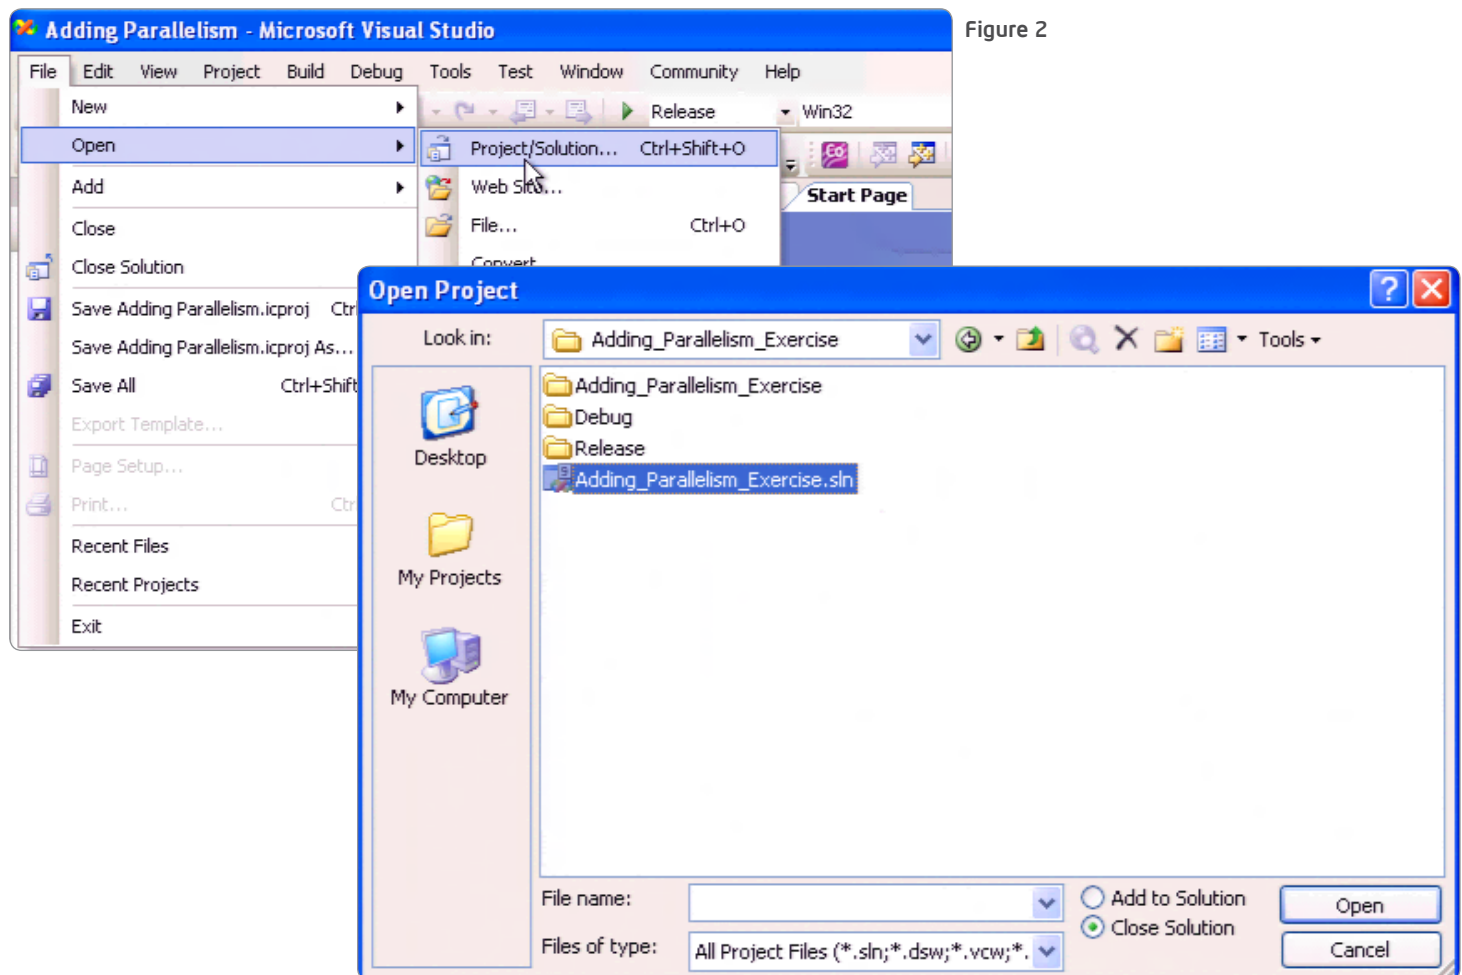 Adding Parallelism - Microsoft Visual Studio
Figure 2
File Edit View Project Build Debug Tools Test Window Community Help
New
Release Win32
Open
Project/Solution... Ctrl+Shift+O
Add
Web Site...
Start Page
Close
File... Ctrl+O
Close Solution
Convert
Open Project
Save Adding Parallelism.icproj Ctr
Look in: Adding_Parallelism_Exercise Tools
Save Adding Parallelism.icproj As...
Save All Ctrl+Shift
Adding_Parallelism_Exercise
Debug
Export Template...
Release
Desktop
Page Setup...
Adding_Parallelism_Exercise.sln
Print... Ctr
Recent Files
My Projects
Recent Projects
Exit
My Computer
File name:
Add to Solution
Open
Close Solution
Files of type: All Project Files (*.sln;*.dsw;*.vcw;*.
Cancel